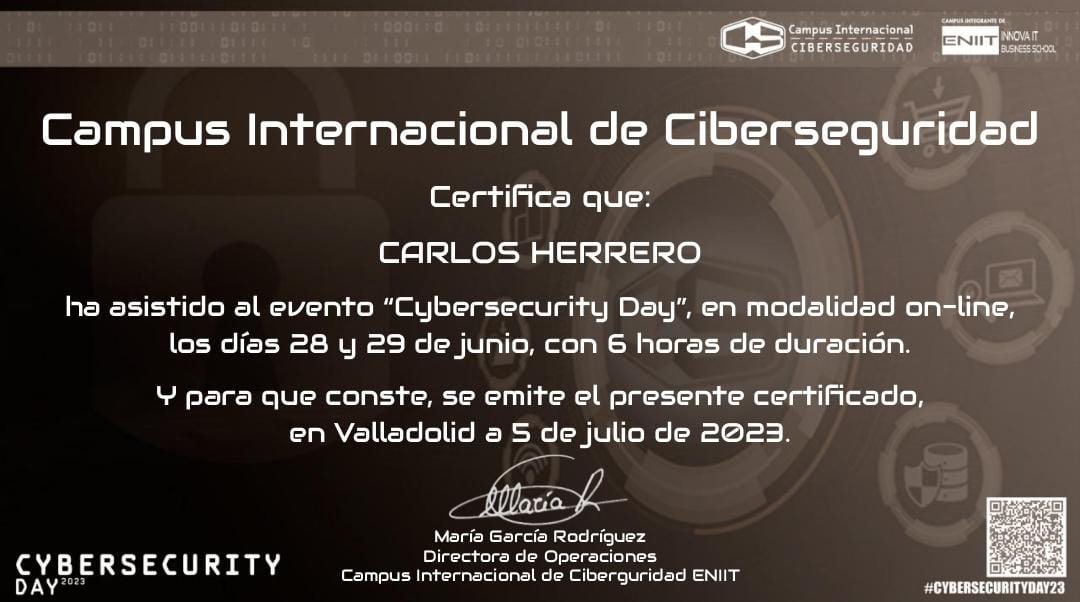 Campus Internacional
CIBERSEGURIDAD
CAMPUS INTEGRANTE DE
ENIIT INNOVA IT
BUSINESS SCHOOL
Campus Internacional de Ciberseguridad
Certifica que:
CARLOS HERRERO
ha asistido al evento “Cybersecurity Day”, en modalidad on-line,
los días 28 y 29 de junio, con 6 horas de duración.
Y para que conste, se emite el presente certificado,
en Valladolid a 5 de julio de 2023.
María R
María García Rodríguez
Directora de Operaciones
Campus Internacional de Ciberguridad ENIIT
CYBERSECURITY
DAY 2023
#CYBERSECURITYDAY23